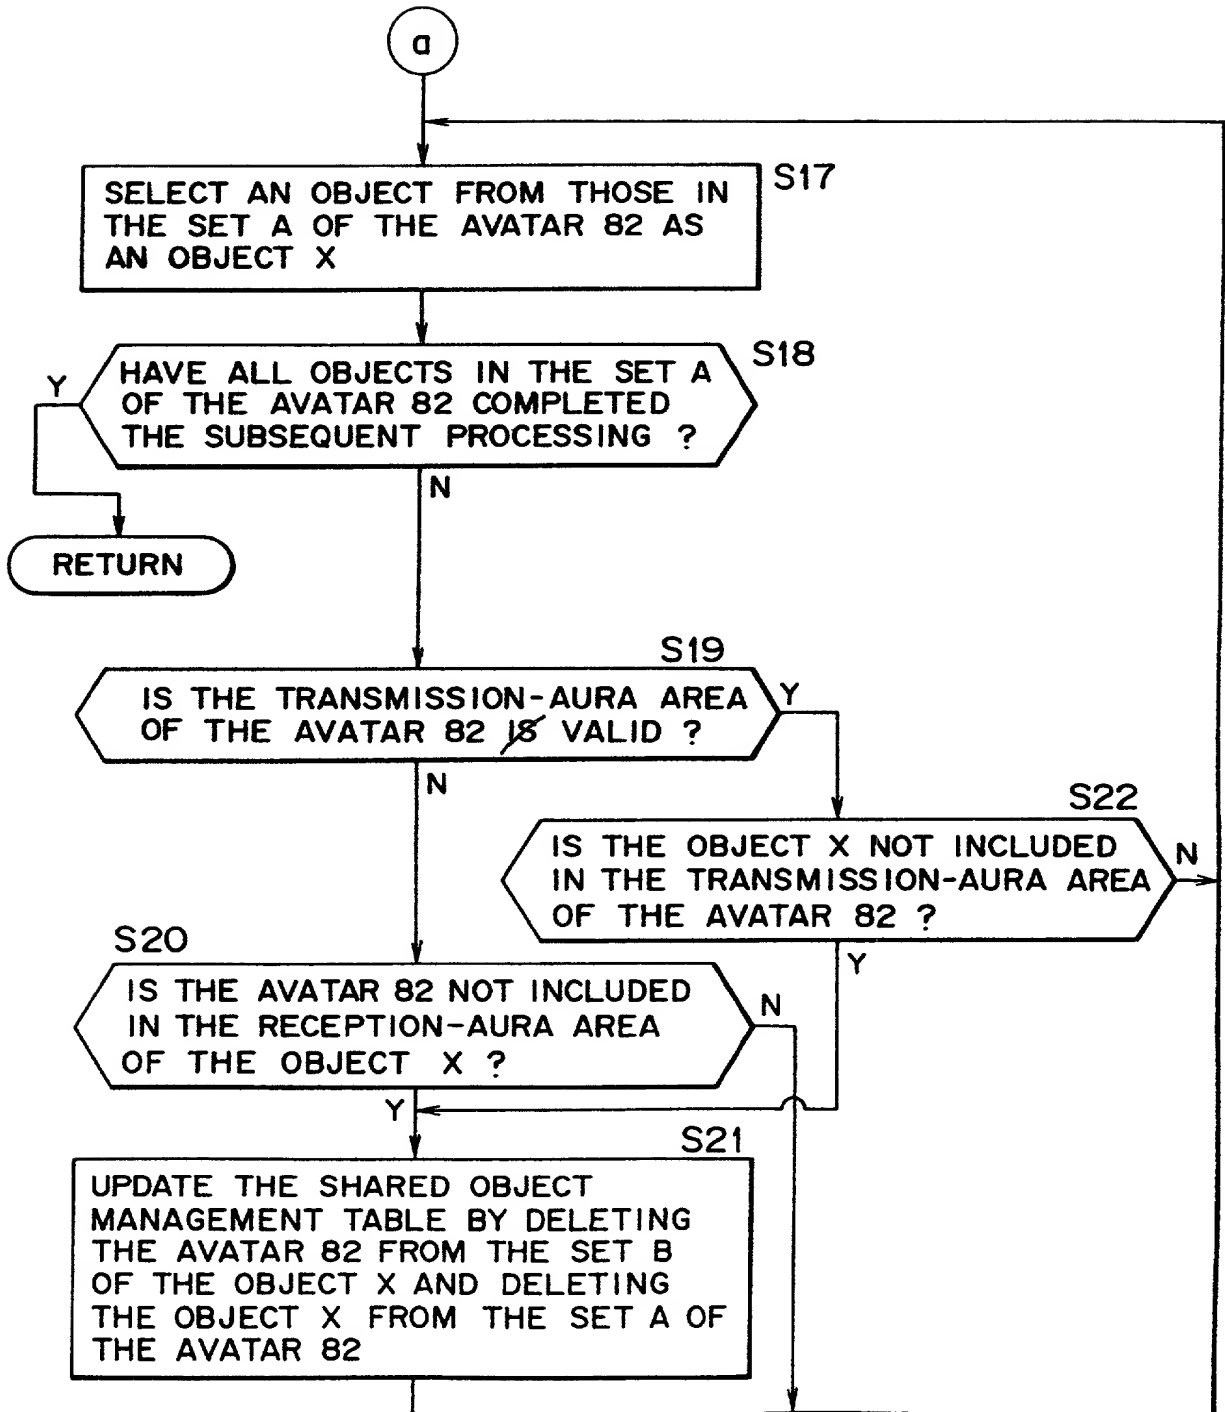 a
S17
SELECT AN OBJECT FROM THOSE IN
THE SET A OF THE AVATAR 82 AS
AN OBJECT X
S18
HAVE ALL OBJECTS IN THE SET A
OF THE AVATAR 82 COMPLETED
THE SUBSEQUENT PROCESSING ?
Y
N
RETURN
S19
IS THE TRANSMISSION-AURA AREA
OF THE AVATAR 82 IS VALID ?
Y
N
S22
IS THE OBJECT X NOT INCLUDED
IN THE TRANSMISSION-AURA AREA
OF THE AVATAR 82 ?
N
Y
S20
IS THE AVATAR 82 NOT INCLUDED
IN THE RECEPTION-AURA AREA
OF THE OBJECT X ?
N
Y
S21
UPDATE THE SHARED OBJECT
MANAGEMENT TABLE BY DELETING
THE AVATAR 82 FROM THE SET B
OF THE OBJECT X AND DELETING
THE OBJECT X FROM THE SET A OF
THE AVATAR 82